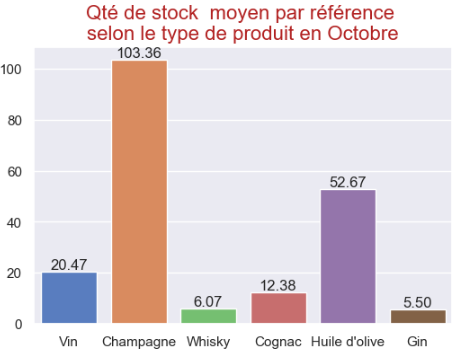 Qté de stock  moyen par référence
selon le type de produit en Octobre
100
80
60
40
20
0
20.47
103.36
6.07
12.38
52.67
5.50
Vin
Champagne
Whisky
Cognac
Huile d'olive
Gin